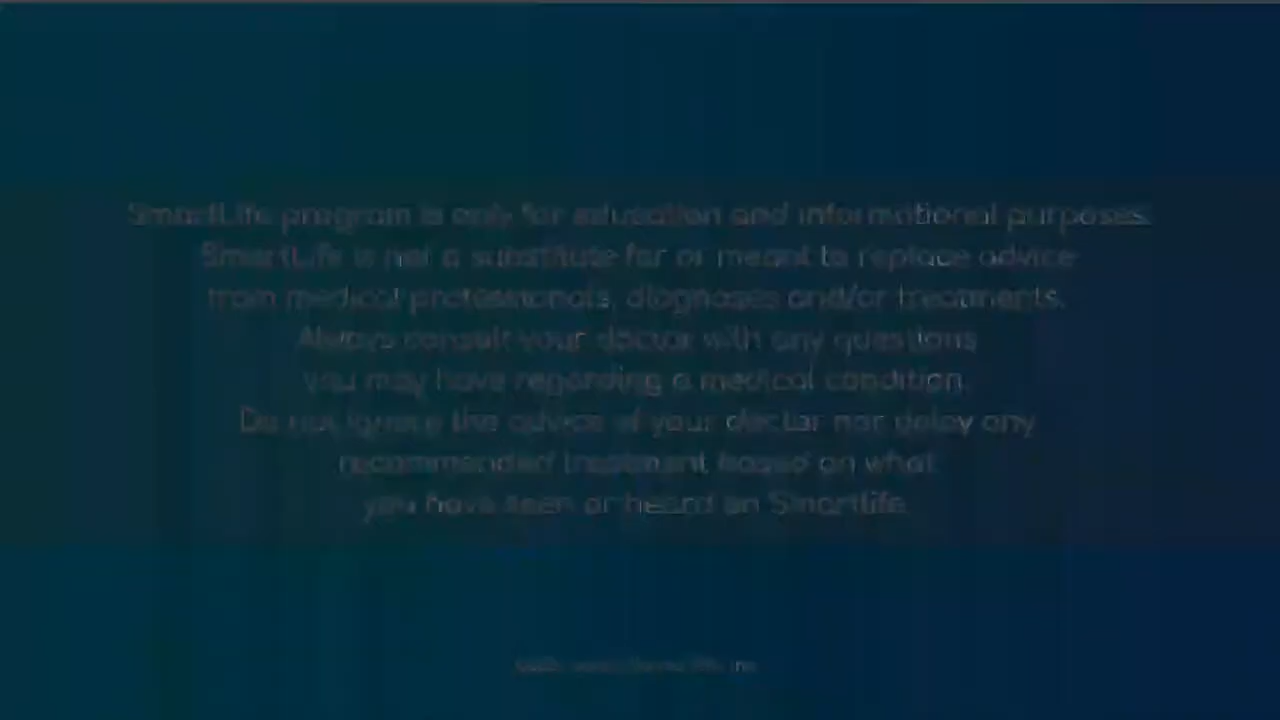 SmartLife program is only for education and informational purposes.
SmartLife is not a substitute for or meant to replace advice
from medical professionals, diagnoses and/or treatments.
Always consult your doctor with any questions
you may have regarding a medical condition.
Do not ignore the advice of your doctor nor delay any
recommended treatment based on what
you have seen or heard on Smartlife.